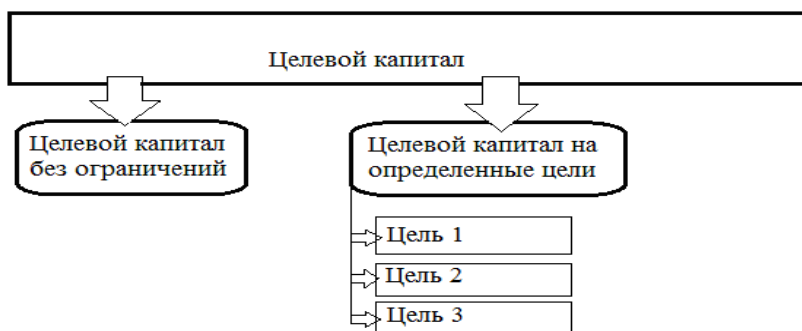 Целевой капитал
Целевой капитал
без ограничений
Целевой капитал на
определенные цели
Цель 1
Цель 2
Цель 3